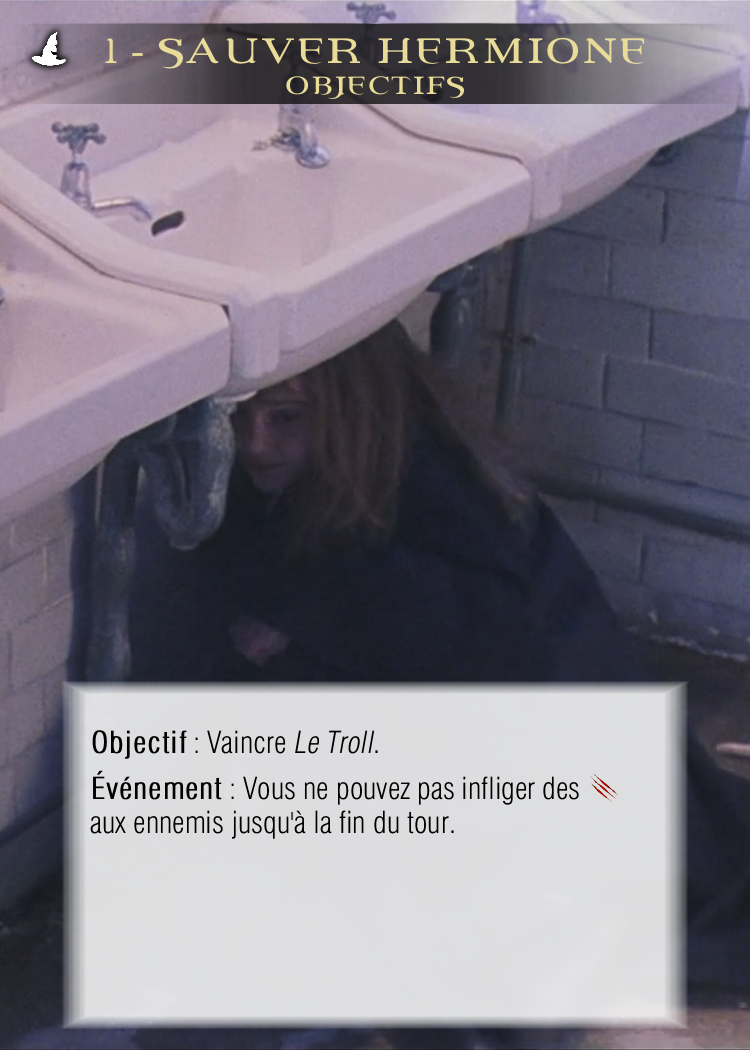 1 - SAUVER HERMIONE
OBJECTIFS
Objectif : Vaincre Le Troll.
Événement : Vous ne pouvez pas infliger des
aux ennemis jusqu'à la fin du tour.